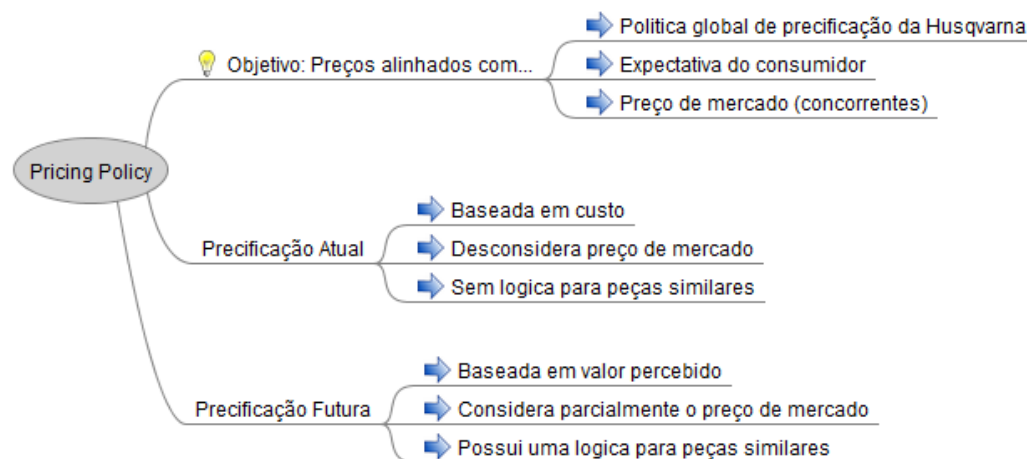 Pricing Policy
Objetivo: Preços alinhados com...
Politica global de precificação da Husqvarna
Expectativa do consumidor
Preço de mercado (concorrentes)
Precificação Atual
Baseada em custo
Desconsidera preço de mercado
Sem logica para peças similares
Precificação Futura
Baseada em valor percebido
Considera parcialmente o preço de mercado
Possui uma logica para peças similares